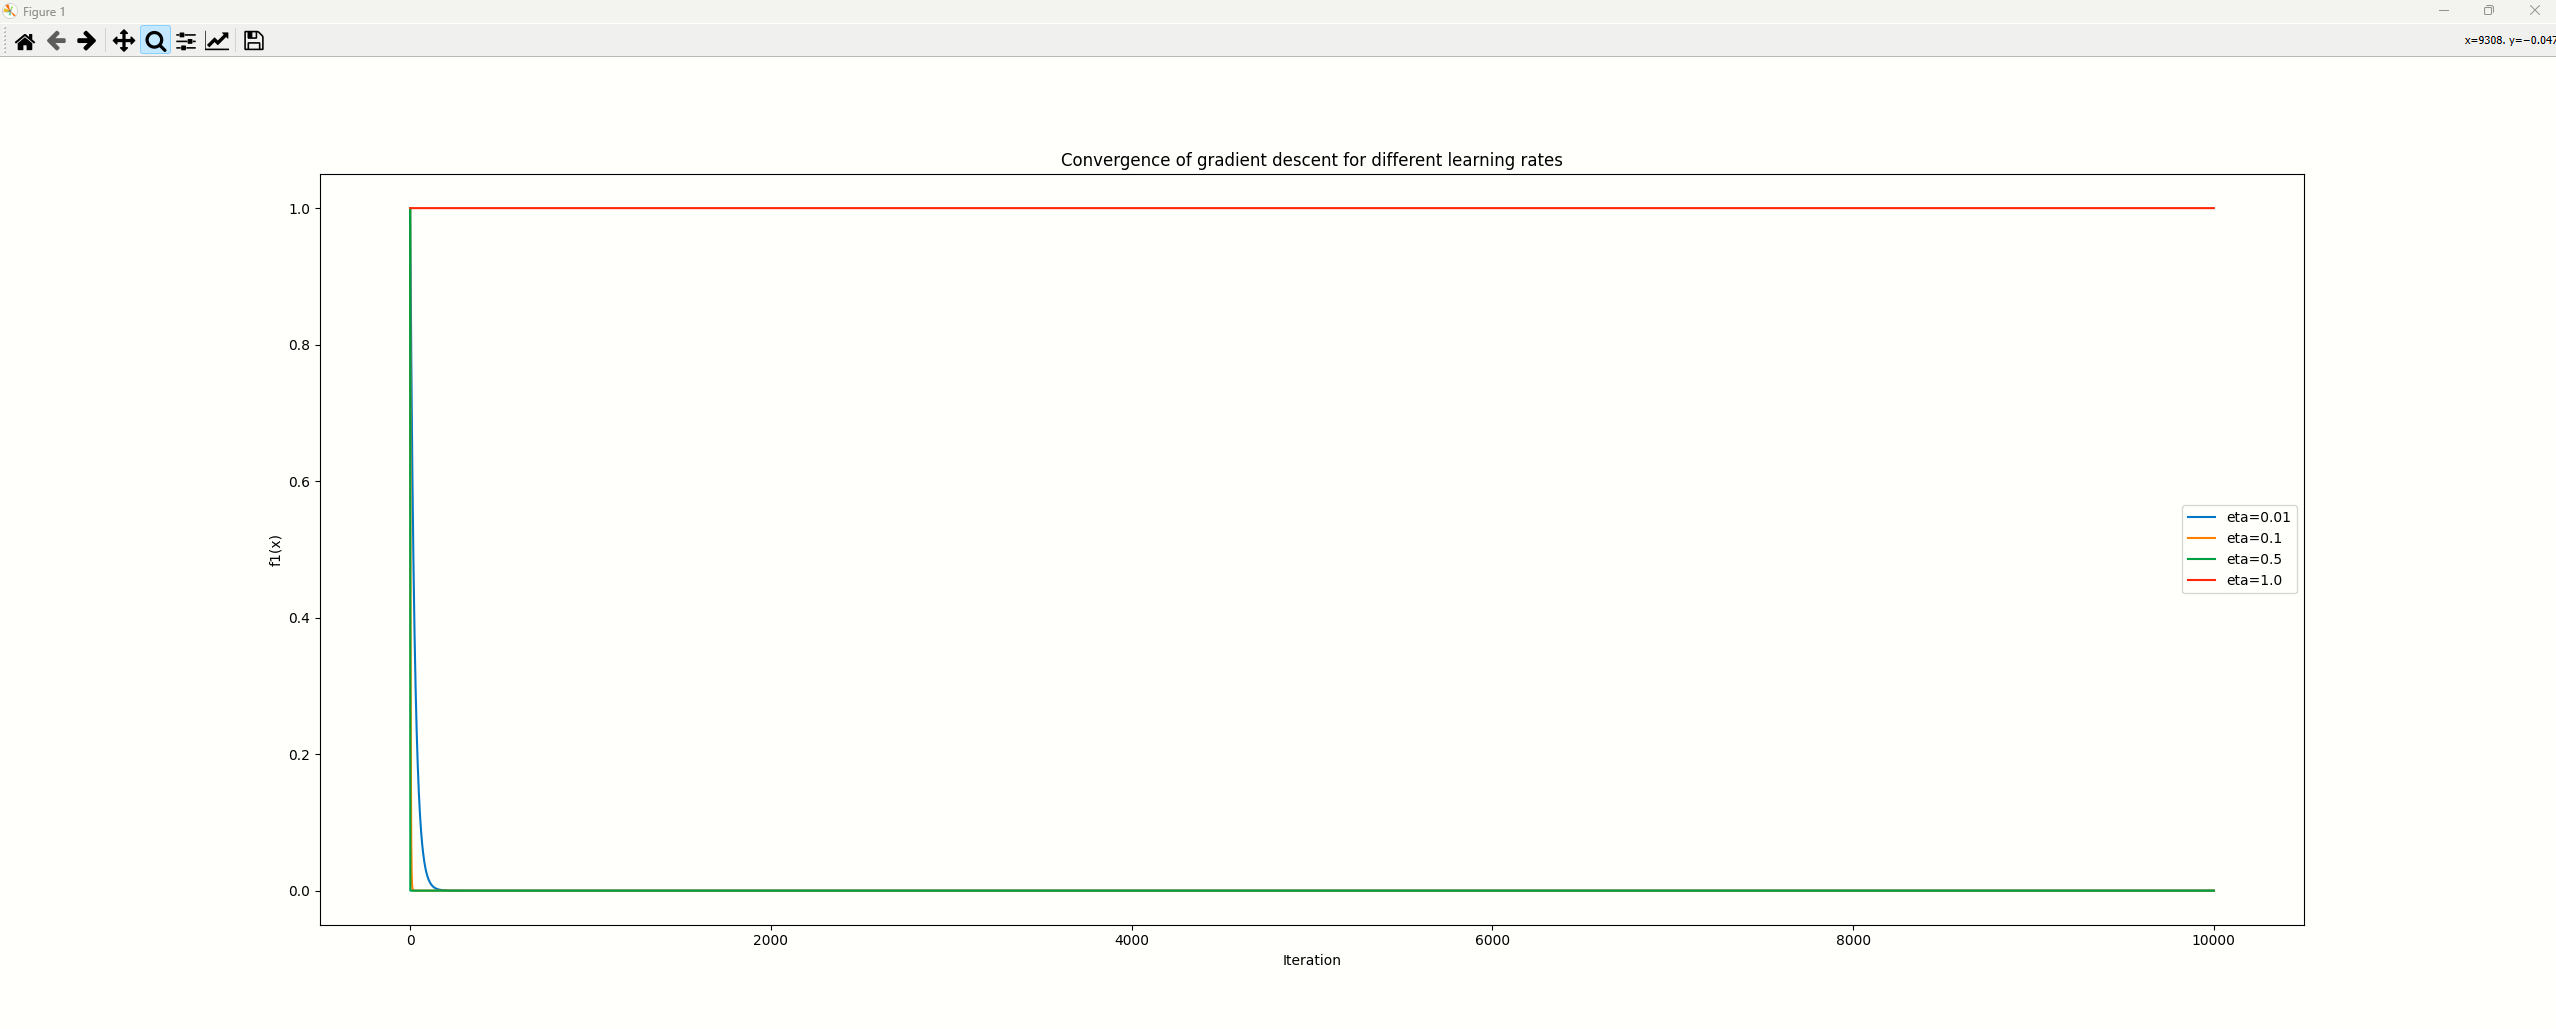 Figure 1
x=9308. y=−0.047
Convergence of gradient descent for different learning rates
1.0
0.8
0.6
0.4
0.2
0.0
f1(x)
eta=0.01
eta=0.1
eta=0.5
eta=1.0
0 2000 4000 6000 8000 10000
Iteration